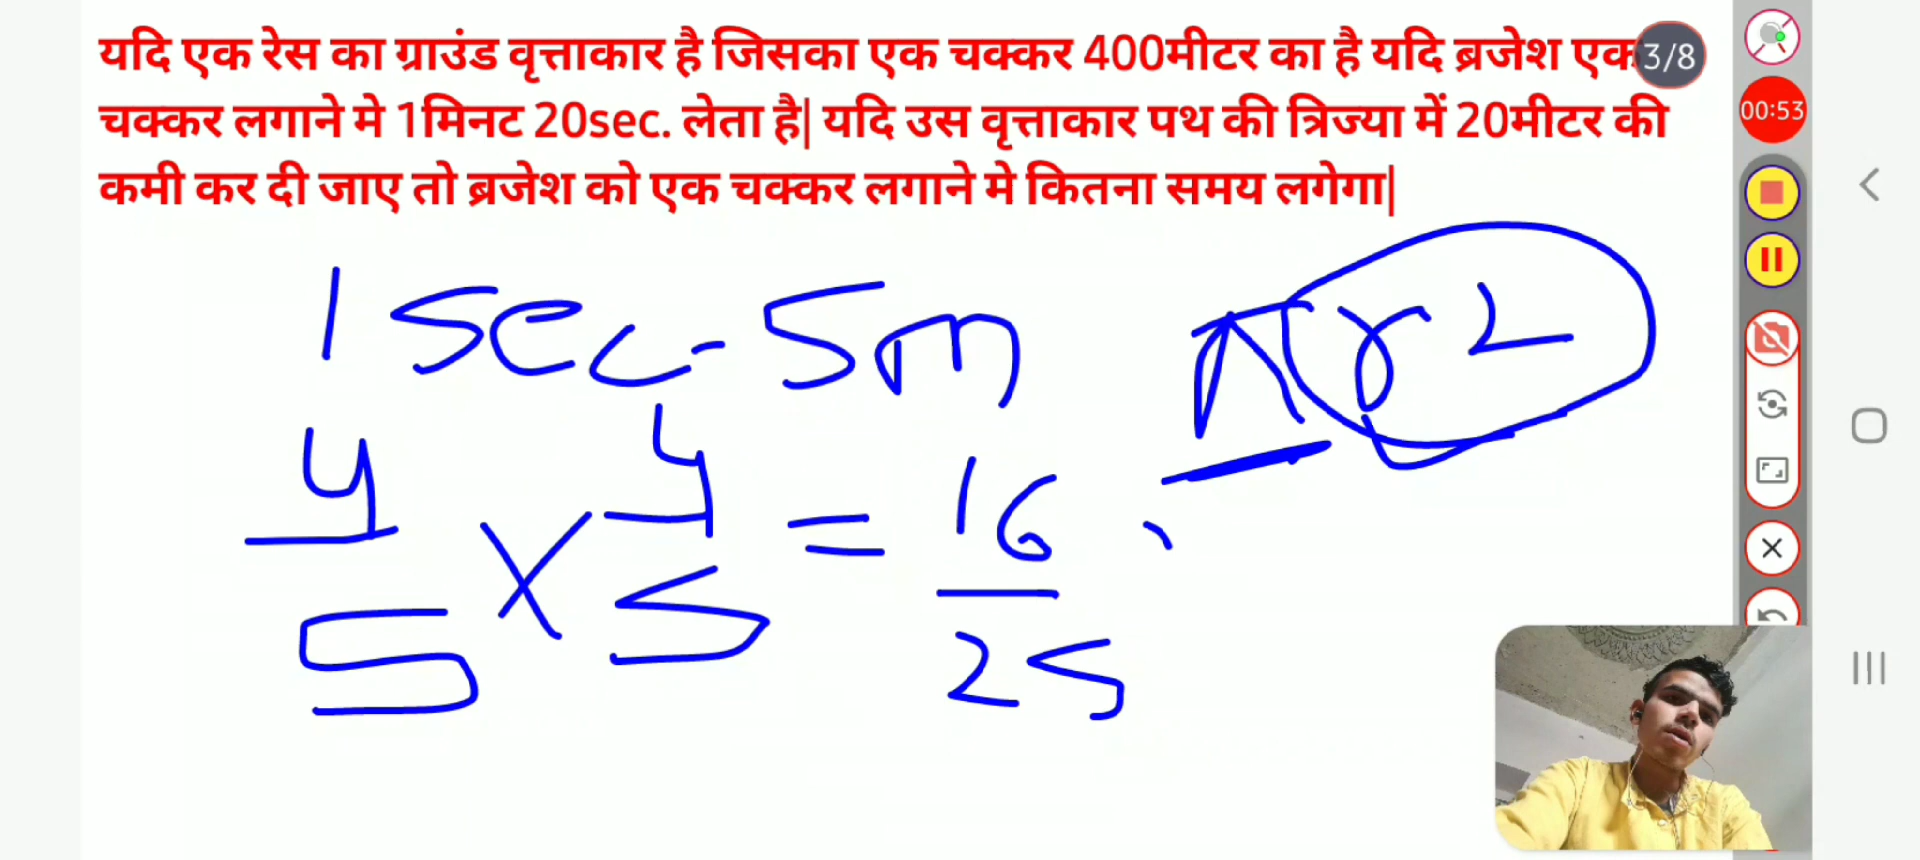 यदि एक रेस का ग्राउंड वृत्ताकार है जिसका एक चक्कर 400मीटर का है यदि ब्रजेश एक
3/8
चक्कर लगाने मे 1मिनट 20sec. लेता है| यदि उस वृत्ताकार पथ की त्रिज्या में 20मीटर की
00:53
कमी कर दी जाए तो ब्रजेश को एक चक्कर लगाने मे कितना समय लगेगा|
1 sec - 5m πr²
4/5 × 4/5 = 16/25